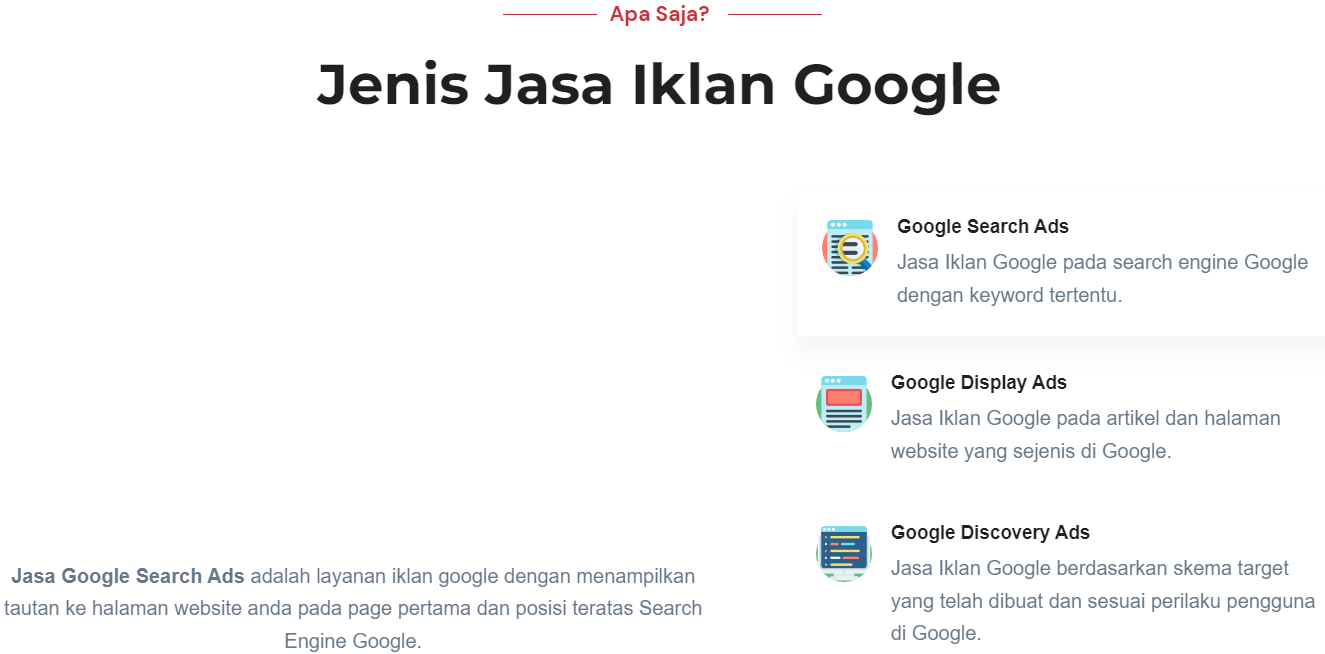 Apa Saja?
Jenis Jasa Iklan Google
Google Search Ads
Jasa Iklan Google pada search engine Google
dengan keyword tertentu.
Google Display Ads
Jasa Iklan Google pada artikel dan halaman
website yang sejenis di Google.
Google Discovery Ads
Jasa Iklan Google berdasarkan skema target
yang telah dibuat dan sesuai perilaku pengguna
di Google.
Jasa Google Search Ads adalah layanan iklan google dengan menampilkan
tautan ke halaman website anda pada page pertama dan posisi teratas Search
Engine Google.